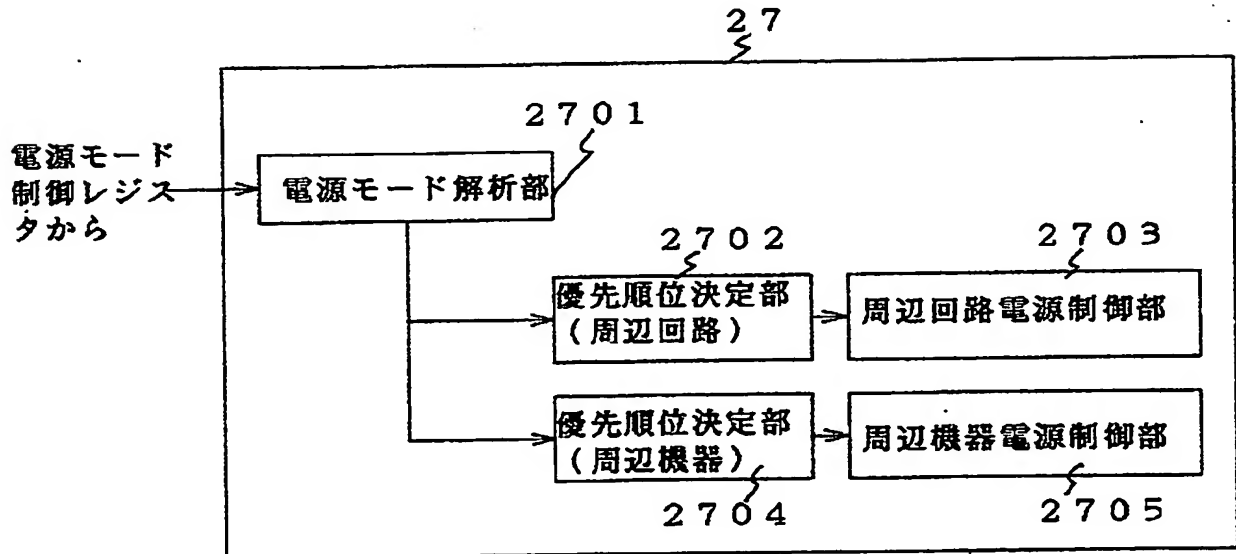 ２７
２７０１
電源モード
制御レジス
タから
電源モード解析部
２７０２
２７０３
優先順位決定部
（周辺回路）
周辺回路電源制御部
優先順位決定部
（周辺機器）
周辺機器電源制御部
２７０４
２７０５